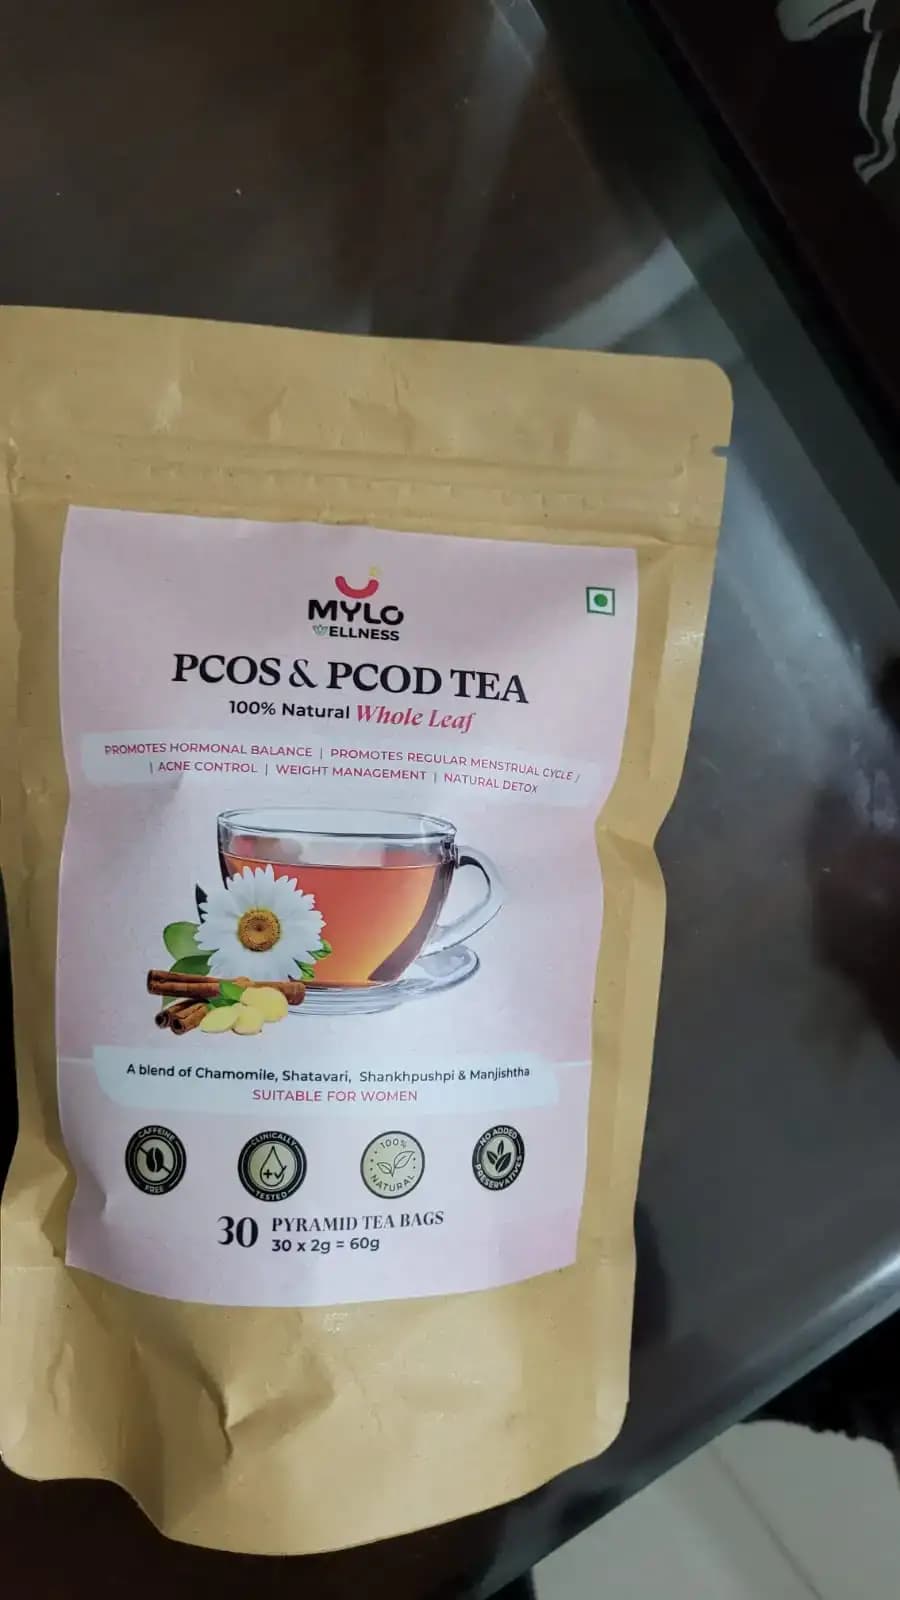 MYLO
WELLNESS
PCOS & PCOD TEA
100% Natural Whole Leaf
PROMOTES HORMONAL BALANCE | PROMOTES REGULAR MENSTRUAL CYCLE /
| ACNE CONTROL | WEIGHT MANAGEMENT | NATURAL DETOX
A blend of Chamomile, Shatavari, Shankhpushpi & Manjishtha
SUITABLE FOR WOMEN
CAFFEINE FREE
CLINICALLY TESTED
100% NATURAL
NO ADDED PRESERVATIVES
30 PYRAMID TEA BAGS
30 x 2g = 60g